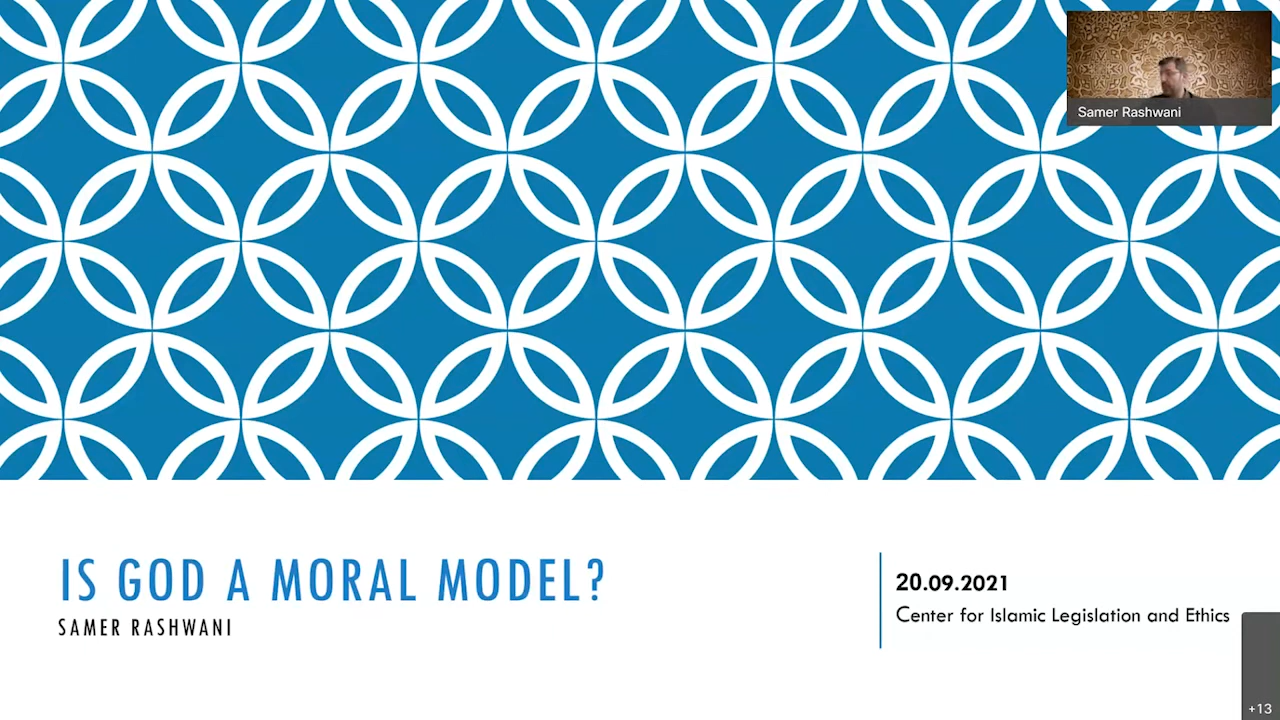 Samer Rashwani
IS GOD A MORAL MODEL?
SAMER RASHWANI
20.09.2021
Center for Islamic Legislation and Ethics
+13